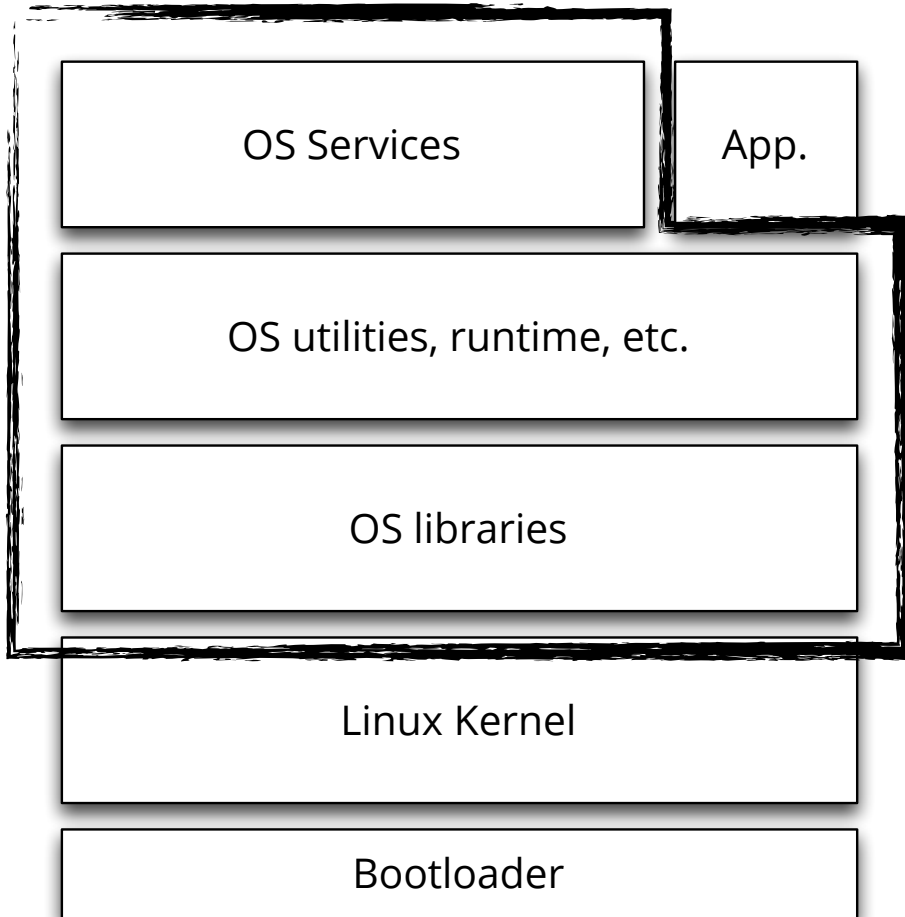 OS Services
App.
OS utilities, runtime, etc.
OS libraries
Linux Kernel
Bootloader